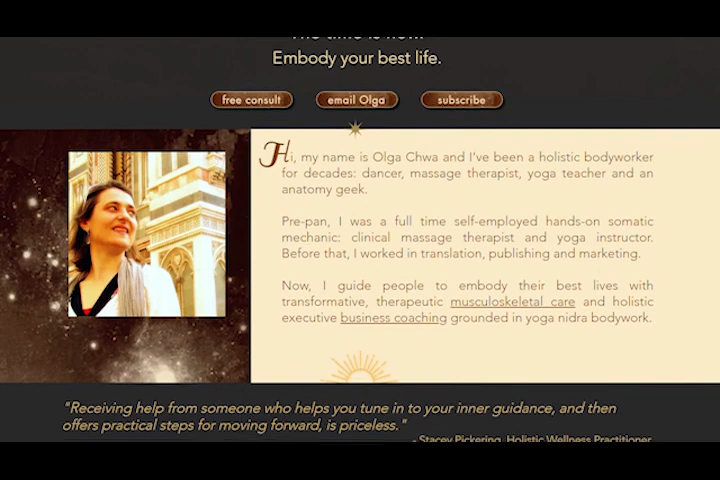 The time is now.
Embody your best life.
free consult
email Olga
subscribe
Hi, my name is Olga Chwa and I've been a holistic bodyworker
for decades: dancer, massage therapist, yoga teacher and an
anatomy geek.
Pre-pan, I was a full time self-employed hands-on somatic
mechanic: clinical massage therapist and yoga instructor.
Before that, I worked in translation, publishing and marketing.
Now, I guide people to embody their best lives with
transformative, therapeutic musculoskeletal care and holistic
executive business coaching grounded in yoga nidra bodywork.
"Receiving help from someone who helps you tune in to your inner guidance, and then
offers practical steps for moving forward, is priceless."
- Stacey Pickering, Holistic Wellness Practitioner